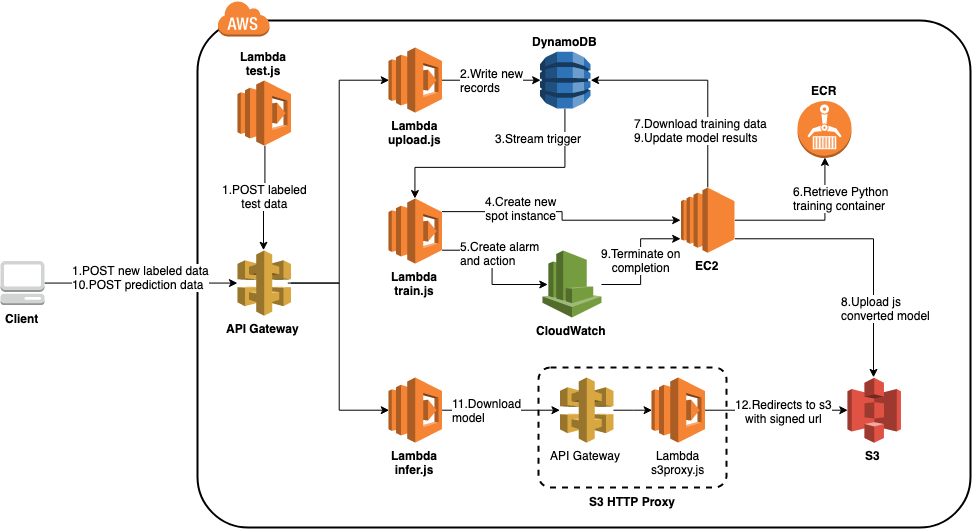 AWS
Lambda
test.js
1.POST labeled
test data
1.POST new labeled data
10.POST prediction data
Client
API Gateway
Lambda
upload.js
2.Write new
records
DynamoDB
3.Stream trigger
7.Download training data
9.Update model results
ECR
6.Retrieve Python
training container
4.Create new
spot instance
Lambda
train.js
5.Create alarm
and action
CloudWatch
9.Terminate on
completion
EC2
8.Upload js
converted model
Lambda
infer.js
11.Download
model
API Gateway
Lambda
s3proxy.js
S3 HTTP Proxy
12.Redirects to s3
with signed url
S3